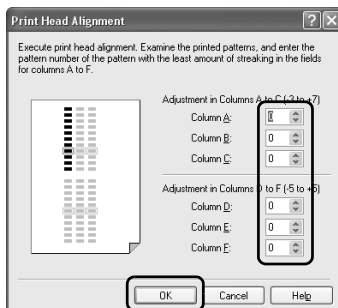 Print Head Alignment
Execute print head alignment. Examine the printed patterns, and enter the
pattern number of the pattern with the least amount of streaking in the fields
for columns A to F.
Adjustment in Columns A to C (-3 to +7)
Column A: 0
Column B: 0
Column C: 0
Adjustment in Columns D to F (-5 to +5)
Column D: 0
Column E: 0
Column F: 0
OK Cancel Help